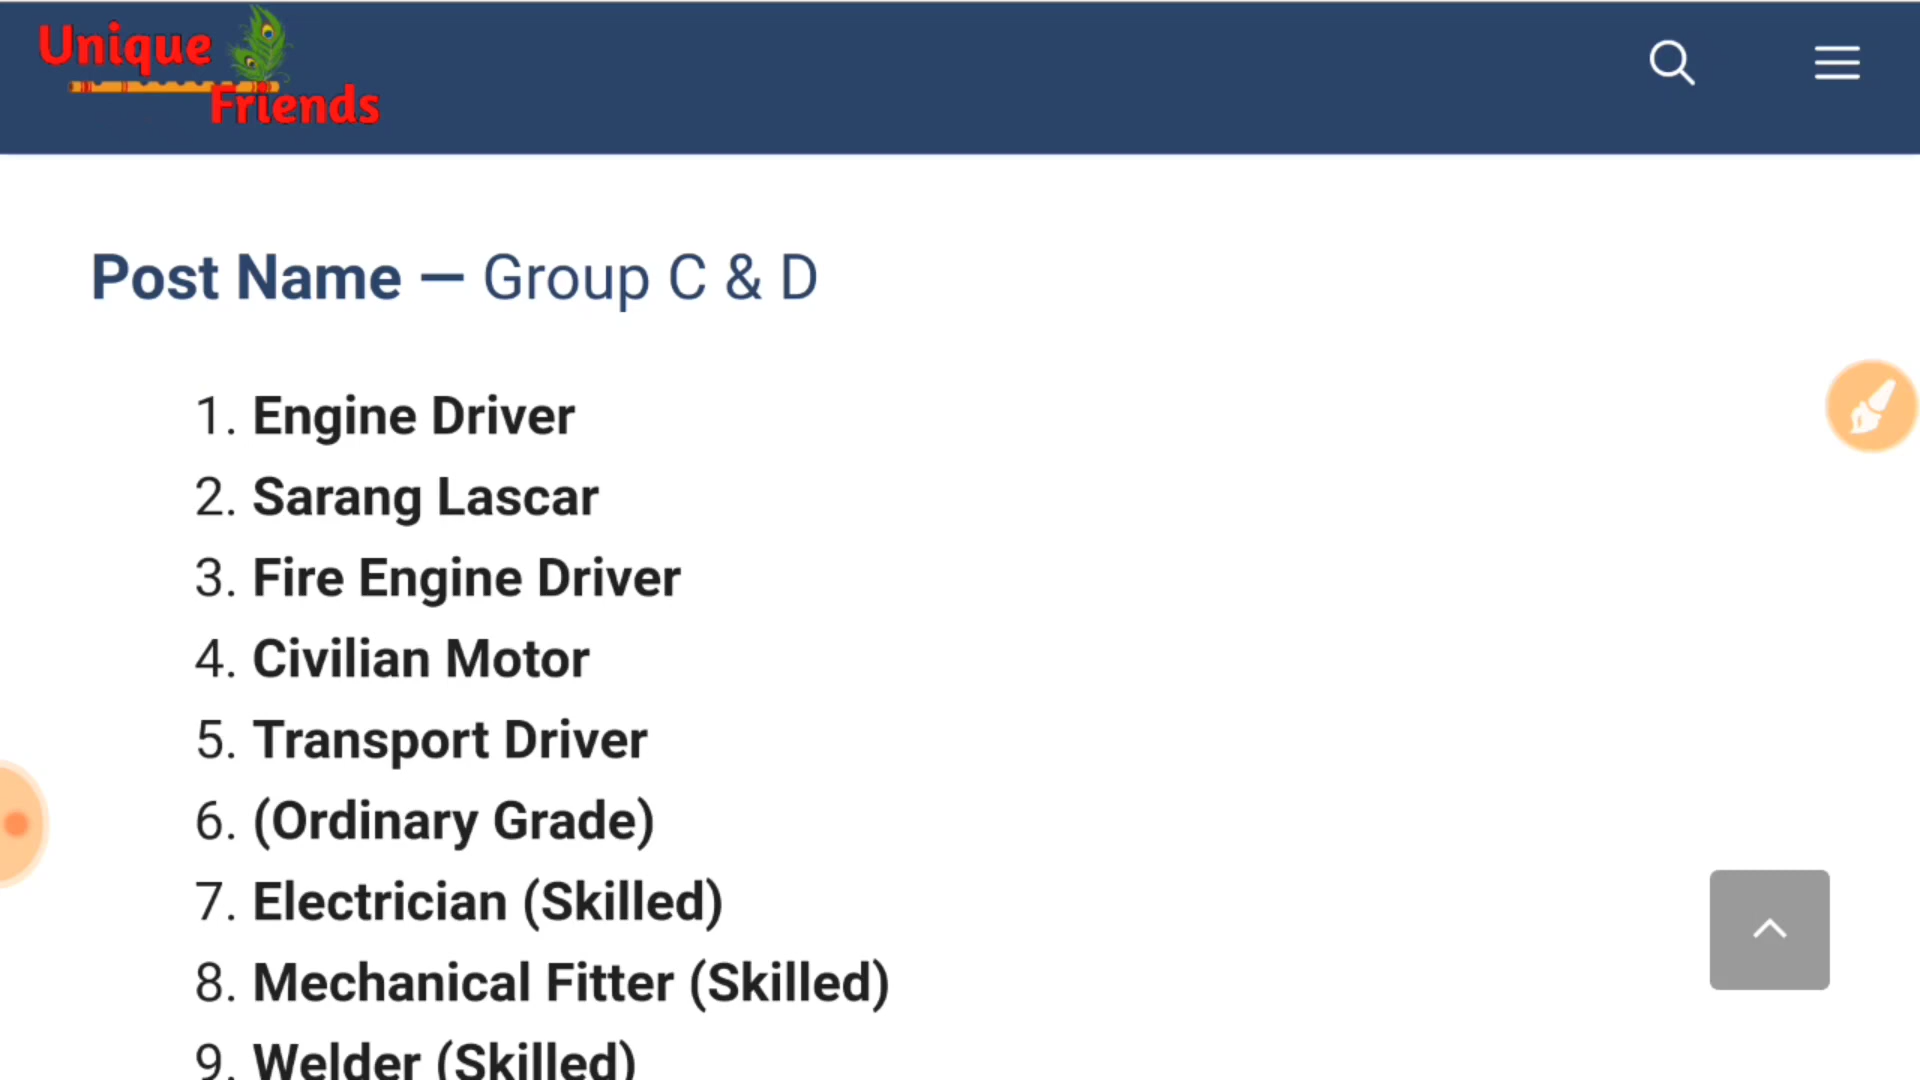 Unique
Friends
Post Name — Group C & D
1. Engine Driver
2. Sarang Lascar
3. Fire Engine Driver
4. Civilian Motor
5. Transport Driver
6. (Ordinary Grade)
7. Electrician (Skilled)
8. Mechanical Fitter (Skilled)
9. Welder (Skilled)